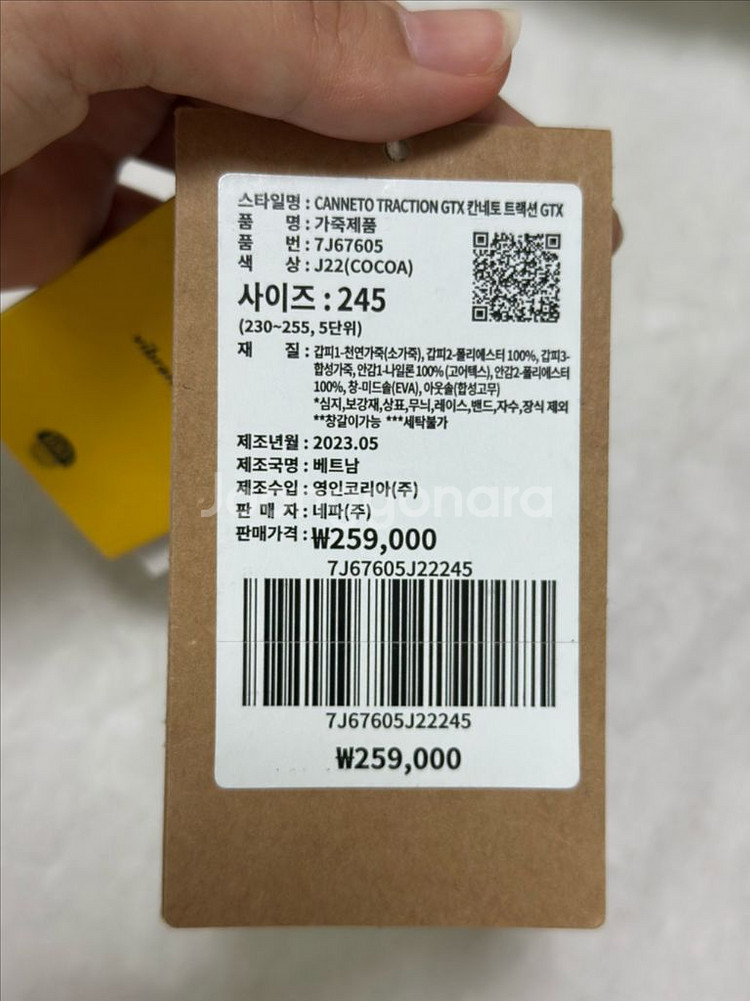 스타일명 : CANNETO TRACTION GTX 칸네토 트랙션 GTX
품 명 : 가죽제품
품 번 : 7J67605
색 상 : J22(COCOA)
사이즈 : 245
(230~255, 5단위)
재 질 : 갑피1-천연가죽(소가죽), 갑피2-폴리에스터 100%, 갑피3-
합성가죽, 안감1-나일론 100% (고어텍스), 안감2-폴리에스터
100%, 창-미드솔(EVA), 아웃솔(합성고무)
*심지,보강재,상표,무늬,레이스,밴드,자수,장식 제외
**창갈이가능 ***세탁불가
제조년월 : 2023.05
제조국명 : 베트남
제조수입 : 영인코리아(주)
판 매 자 : 네파(주)
판매가격 : ₩259,000
7J67605J22245
7J67605J22245
₩259,000
Joonggonara